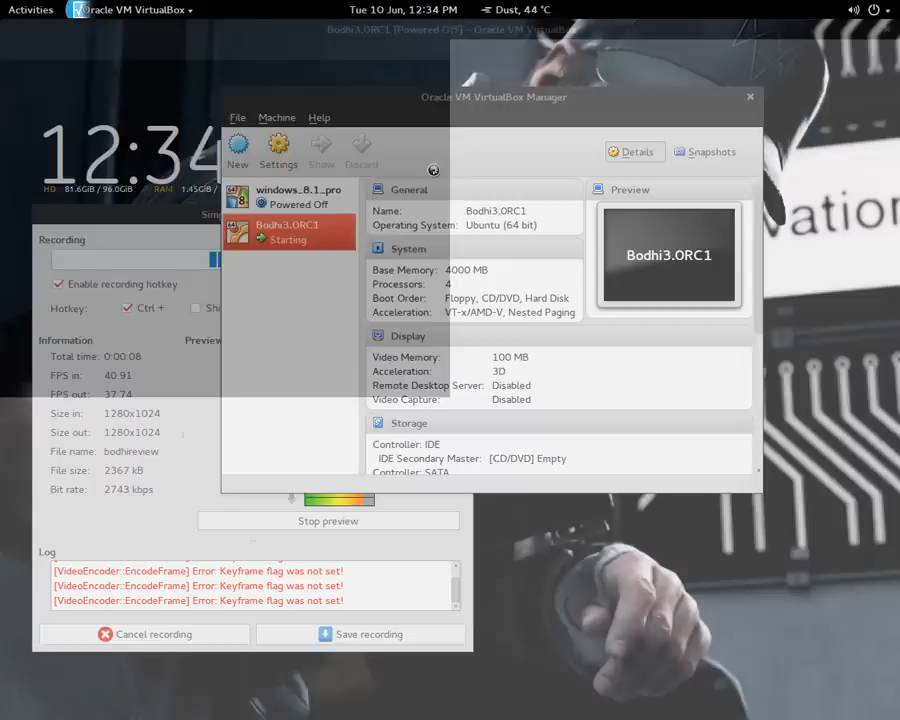 Activities
Oracle VM VirtualBox
Tue 10 Jun, 12:34 PM
Dust, 44 °C
Bodhi3.0RC1 [Powered Off] - Oracle VM VirtualBox
Oracle VM VirtualBox Manager
File Machine Help
New Settings Show Discard
Details Snapshots
windows_8.1_pro
Powered Off
Bodhi3.0RC1
Starting
General
Name: Bodhi3.0RC1
Operating System: Ubuntu (64 bit)
System
Base Memory: 4000 MB
Processors: 4
Boot Order: Floppy, CD/DVD, Hard Disk
Acceleration: VT-x/AMD-V, Nested Paging
Display
Video Memory: 100 MB
Acceleration: 3D
Remote Desktop Server: Disabled
Video Capture: Disabled
Storage
Controller: IDE
IDE Secondary Master: [CD/DVD] Empty
Controller: SATA
Preview
Bodhi3.0RC1
12:34
HD 81.6GiB / 96.0GiB RAM 1.45GiB
Recording
Enable recording hotkey
Hotkey: Ctrl +
Information
Total time: 0:00:08
FPS in: 40.91
FPS out: 37.74
Size in: 1280x1024
Size out: 1280x1024
File name: bodhireview
File size: 2367 kB
Bit rate: 2743 kbps
Preview
Stop preview
Log
[VideoEncoder::EncodeFrame] Error: Keyframe flag was not set!
[VideoEncoder::EncodeFrame] Error: Keyframe flag was not set!
[VideoEncoder::EncodeFrame] Error: Keyframe flag was not set!
Cancel recording
Save recording